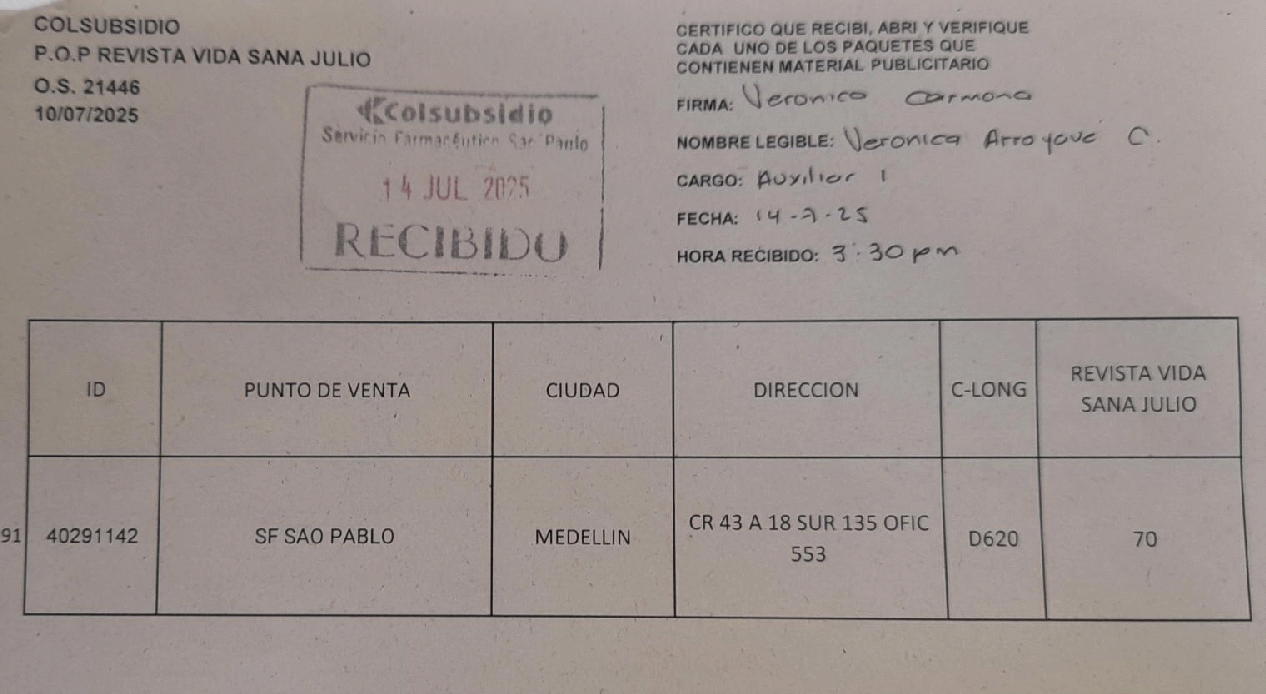 COLSUBSIDIO
P.O.P REVISTA VIDA SANA JULIO
O.S. 21446
10/07/2025
Colsubsidio
Servicio Farmacéutico Sao Paulo
14 JUL 2025
RECIBIDO
CERTIFICO QUE RECIBI, ABRI Y VERIFIQUE
CADA UNO DE LOS PAQUETES QUE
CONTIENEN MATERIAL PUBLICITARIO
FIRMA: Veronica Carmona
NOMBRE LEGIBLE: Veronica Arroyave C.
CARGO: Auxiliar 1
FECHA: 14-7-25
HORA RECIBIDO: 3:30 pm
ID PUNTO DE VENTA CIUDAD DIRECCION C-LONG REVISTA VIDA
SANA JULIO
91 40291142 SF SAO PABLO MEDELLIN CR 43 A 18 SUR 135 OFIC D620 70
553